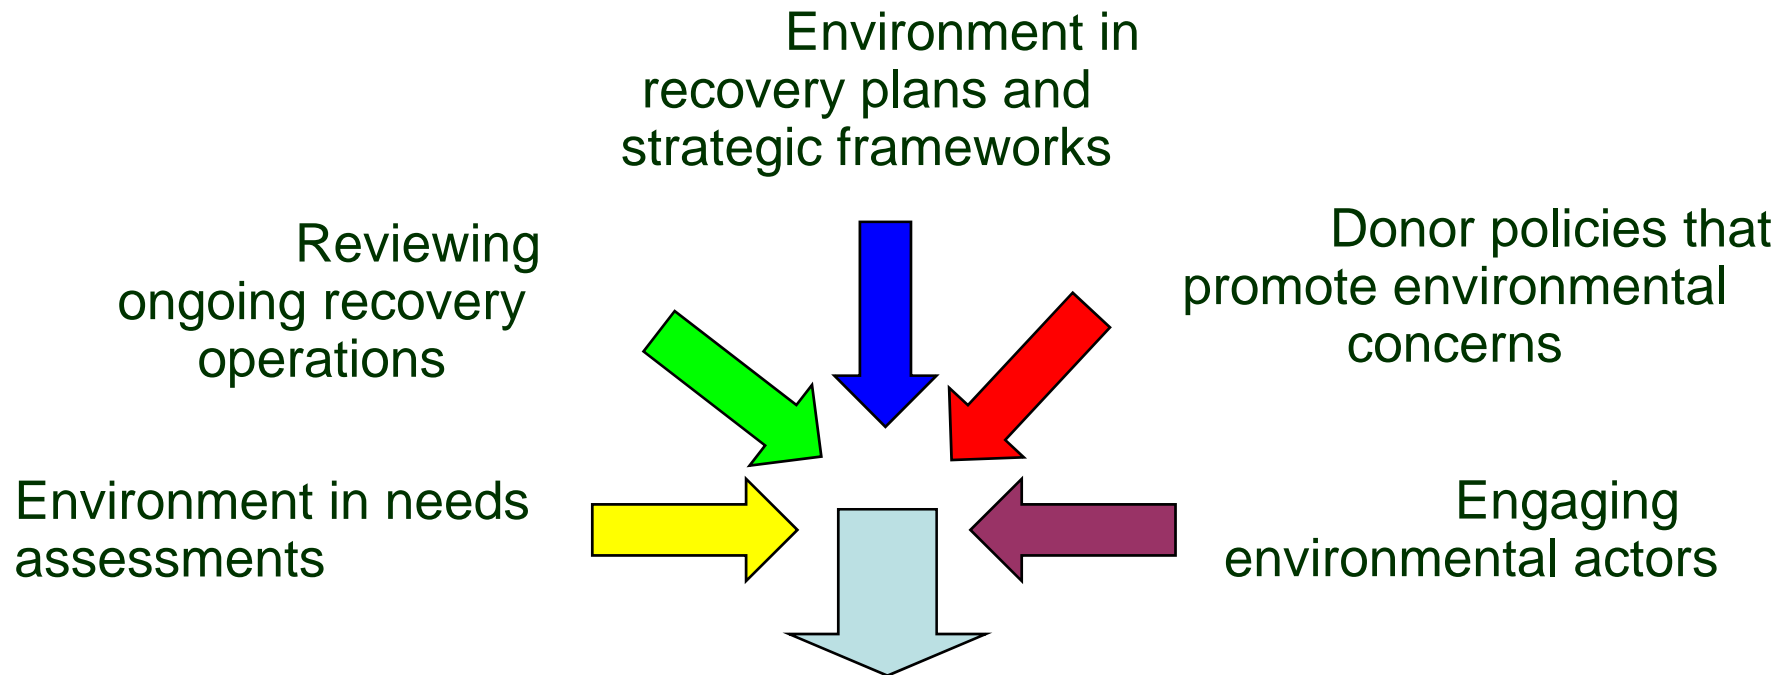 Environment in
recovery plans and
strategic frameworks
Reviewing
ongoing recovery
operations
Donor policies that
promote environmental
concerns
Environment in needs
assessments
Engaging
environmental actors